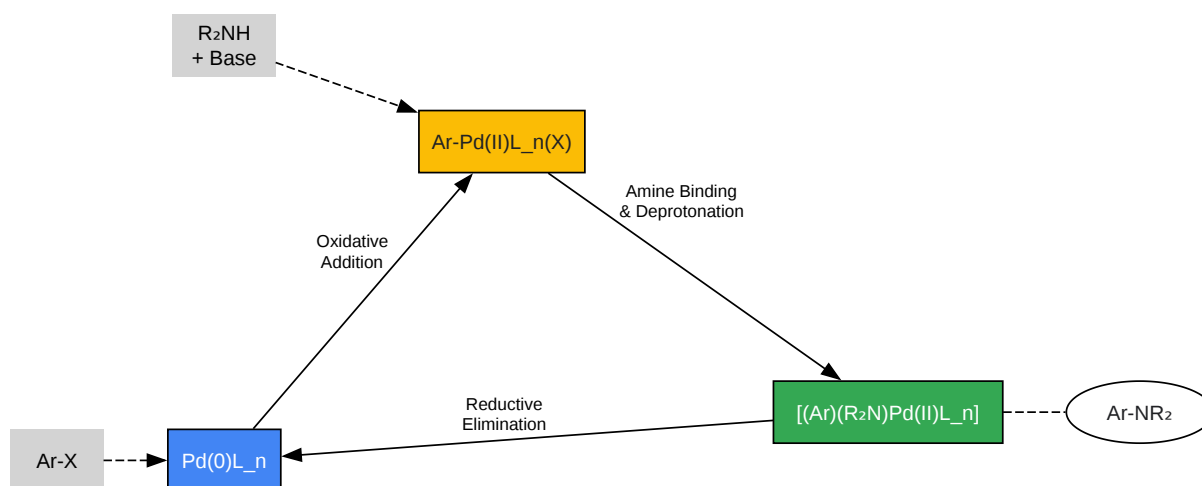 R₂NH
+ Base
Ar-Pd(II)L_n(X)
Amine Binding
& Deprotonation
Oxidative
Addition
Reductive
Elimination
[(Ar)(R₂N)Pd(II)L_n]
Ar-NR₂
Ar-X
Pd(0)L_n